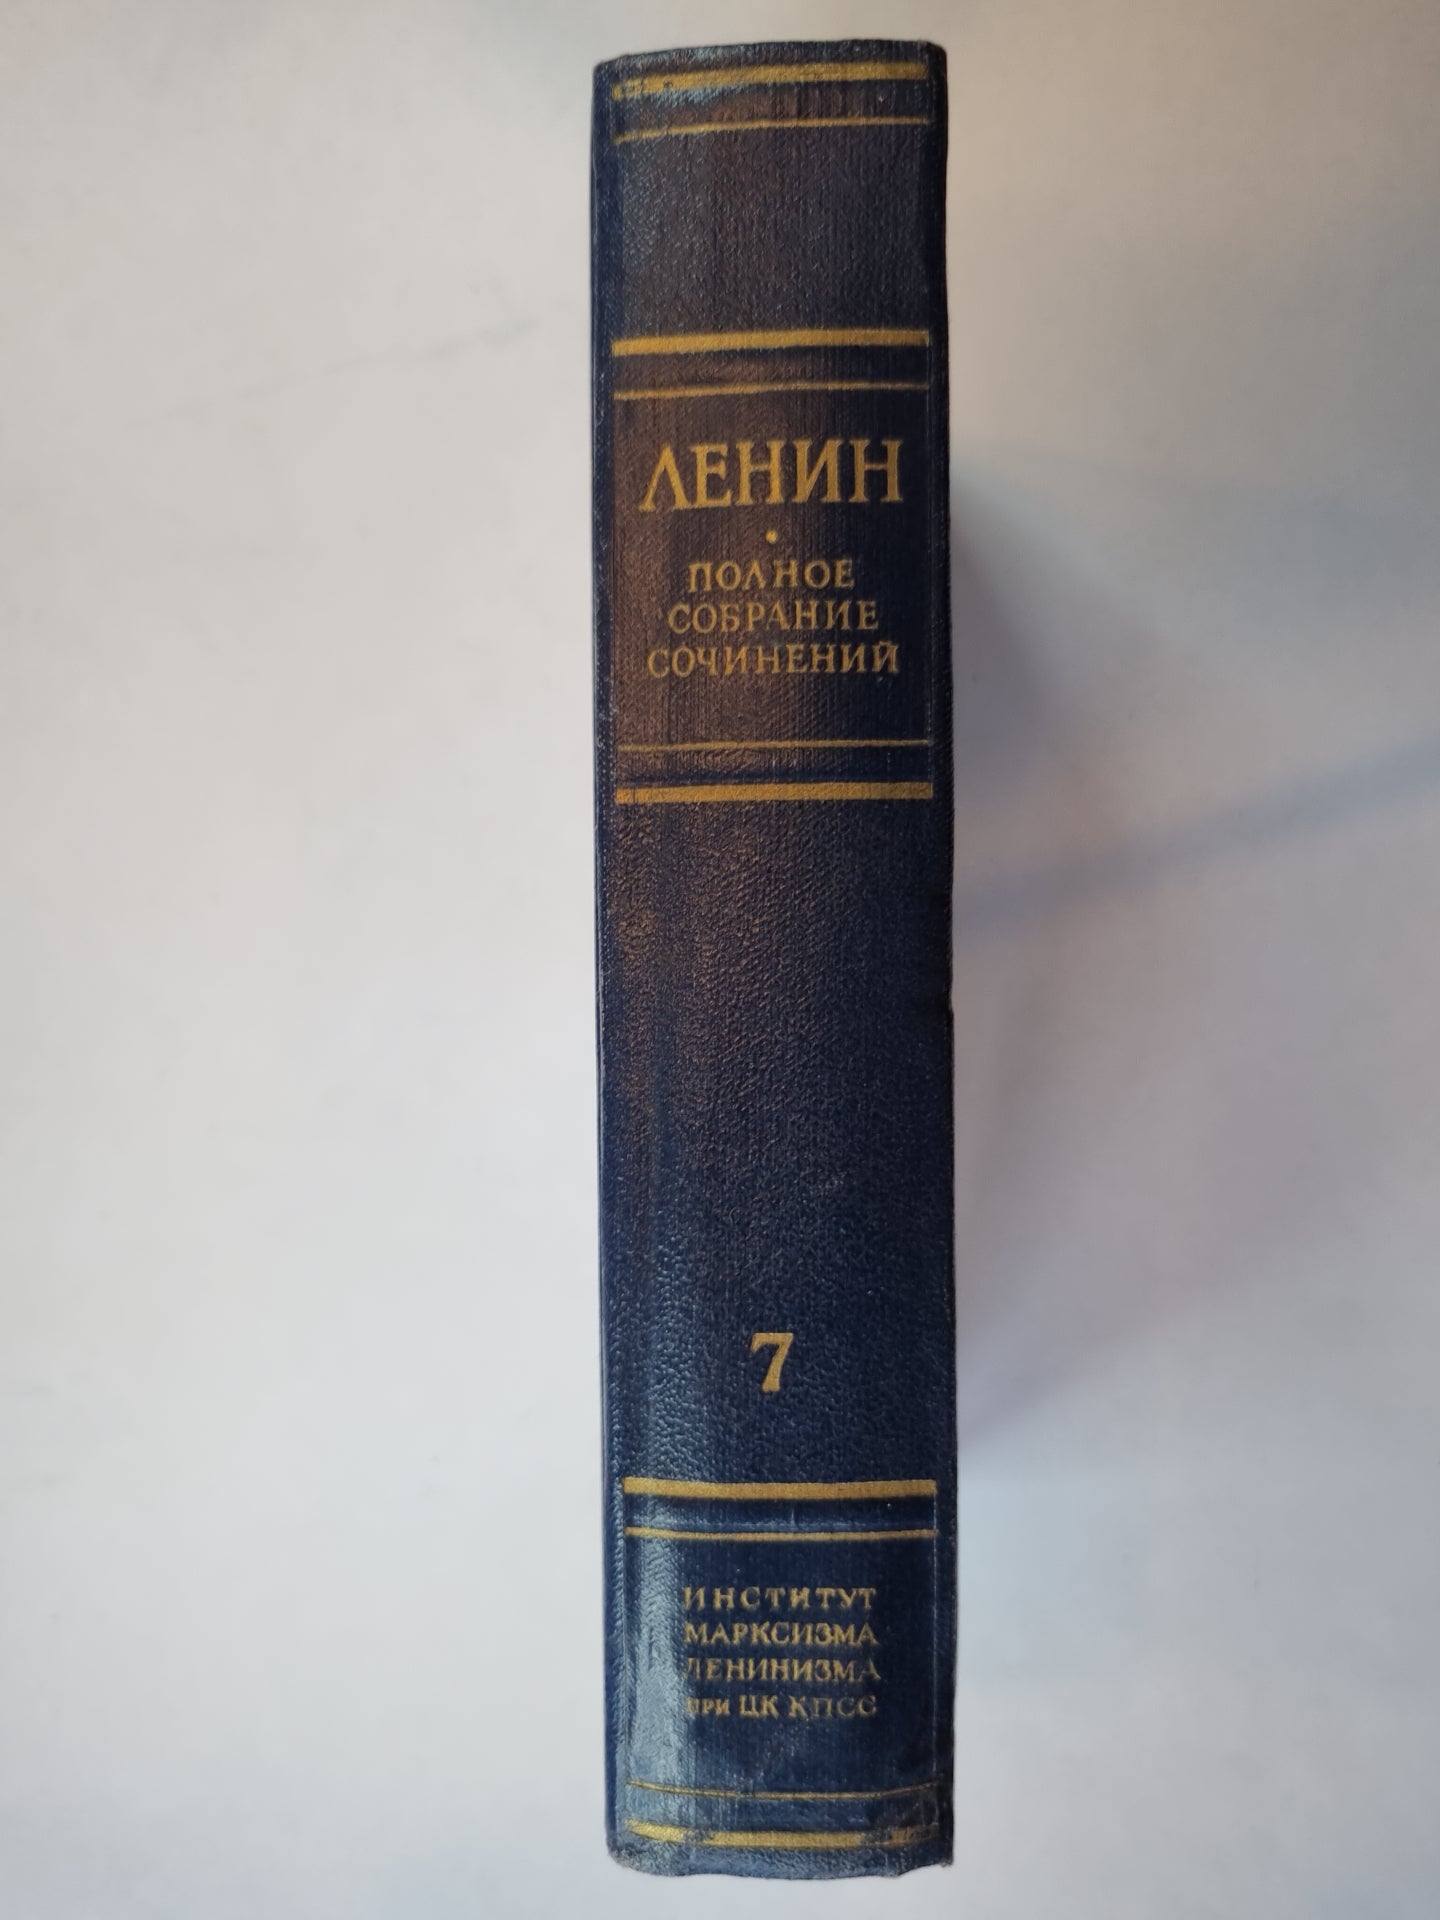 ЛЕНИН
•
ПОЛНОЕ
СОБРАНИЕ
СОЧИНЕНИЙ
7
ИНСТИТУТ
МАРКСИЗМА
ЛЕНИНИЗМА
ПРИ ЦК КПСС